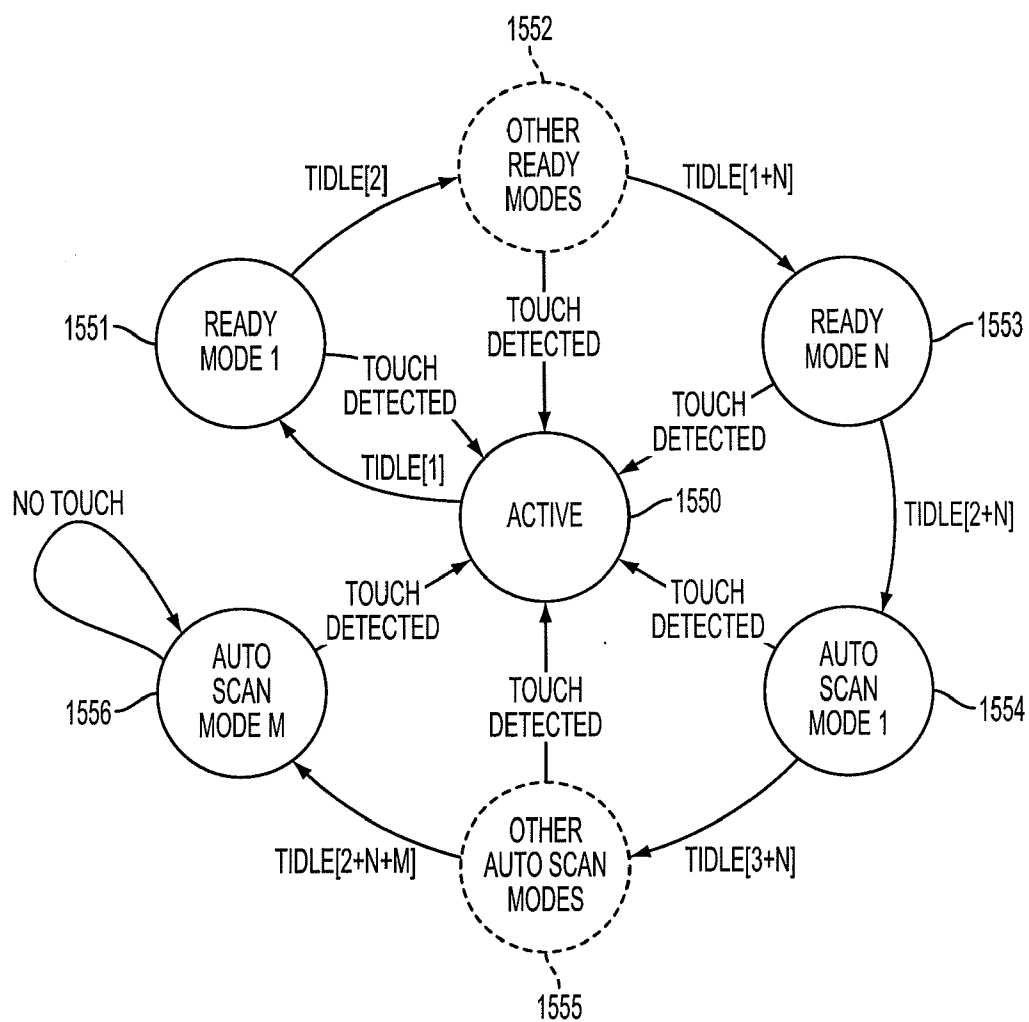 1552
OTHER
READY
MODES
TIDLE[2]
TIDLE[1+N]
1551
READY
MODE 1
TOUCH
DETECTED
READY
MODE N
1553
TOUCH
DETECTED
TOUCH
DETECTED
TIDLE[1]
NO TOUCH
ACTIVE
1550
TIDLE[2+N]
TOUCH
DETECTED
TOUCH
DETECTED
AUTO
SCAN
MODE M
1556
TOUCH
DETECTED
AUTO
SCAN
MODE 1
1554
OTHER
AUTO SCAN
MODES
TIDLE[2+N+M]
TIDLE[3+N]
1555